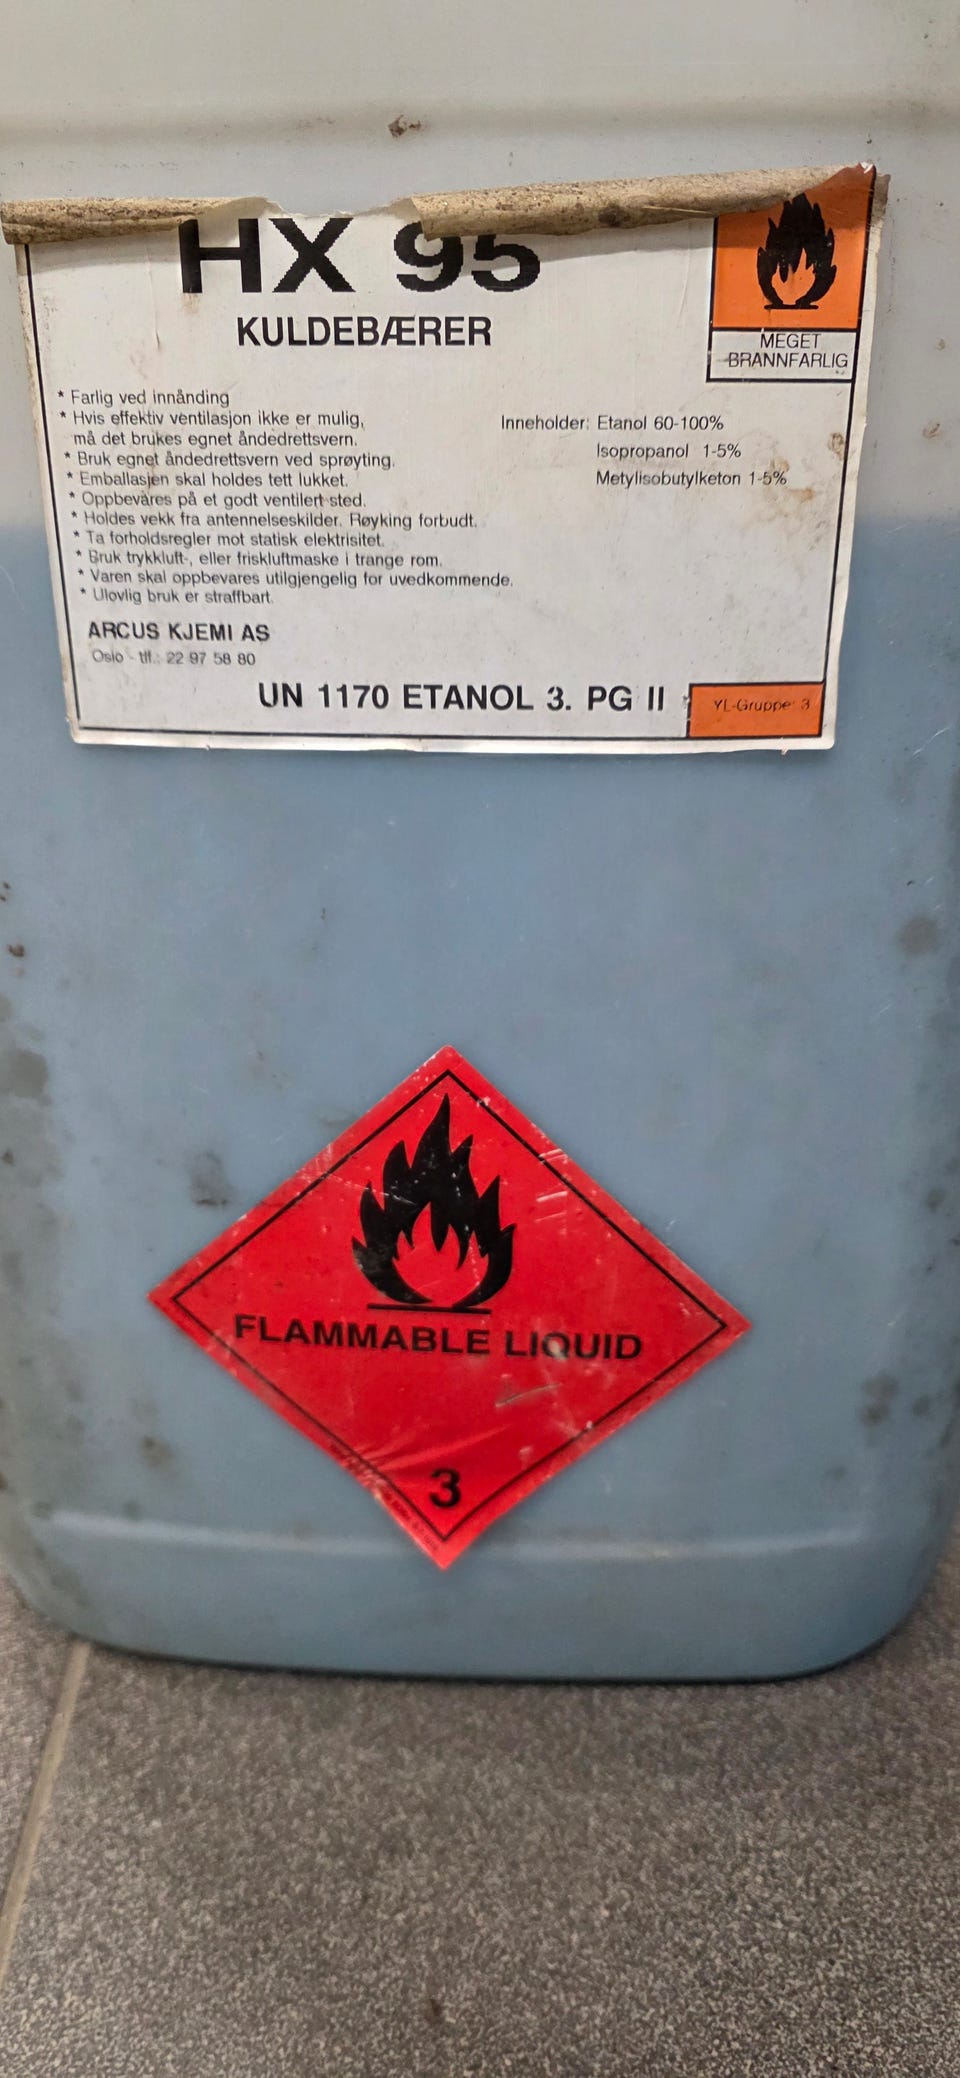 HX 95
KULDEBÆRER
MEGET
BRANNFARLIG
* Farlig ved innånding
* Hvis effektiv ventilasjon ikke er mulig,
må det brukes egnet åndedrettsvern.
* Bruk egnet åndedrettsvern ved sprøyting.
* Emballasjen skal holdes tett lukket.
* Oppbevares på et godt ventilert sted.
* Holdes vekk fra antennelseskilder. Røyking forbudt.
* Ta forholdsregler mot statisk elektrisitet.
* Bruk trykkluft-, eller friskluftmaske i trange rom.
* Varen skal oppbevares utilgjengelig for uvedkommende.
* Ulovlig bruk er straffbart.
Inneholder: Etanol 60-100%
Isopropanol 1-5%
Metylisobutylketon 1-5%
ARCUS KJEMI AS
Oslo - tlf.: 22 97 58 80
UN 1170 ETANOL 3. PG II
YL-Gruppe: 3
FLAMMABLE LIQUID
3